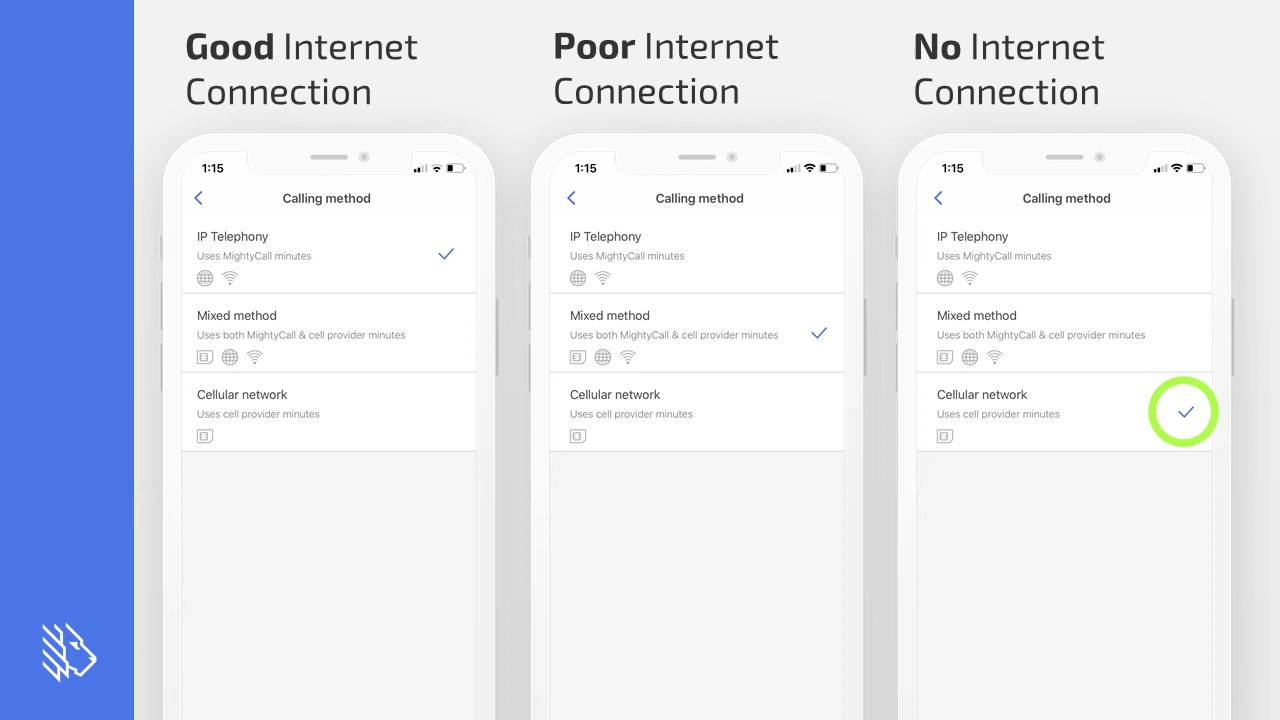 Good Internet
Connection
1:15
Calling method
IP Telephony
Uses MightyCall minutes
Mixed method
Uses both MightyCall & cell provider minutes
Cellular network
Uses cell provider minutes
Poor Internet
Connection
1:15
Calling method
IP Telephony
Uses MightyCall minutes
Mixed method
Uses both MightyCall & cell provider minutes
Cellular network
Uses cell provider minutes
No Internet
Connection
1:15
Calling method
IP Telephony
Uses MightyCall minutes
Mixed method
Uses both MightyCall & cell provider minutes
Cellular network
Uses cell provider minutes